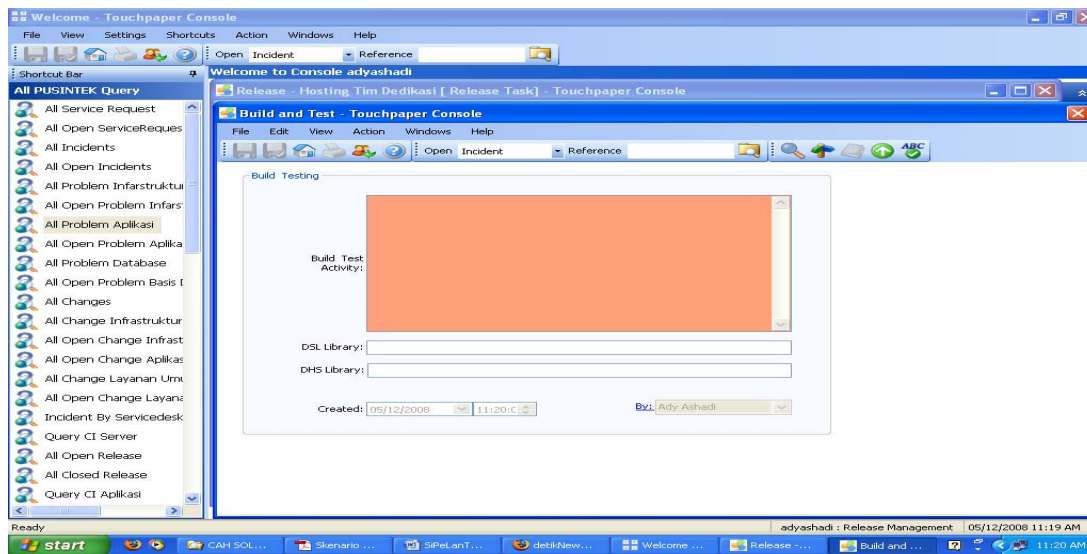 Welcome - Touchpaper Console
File View Settings Shortcuts Action Windows Help
Open Incident Reference
Shortcut Bar
Welcome to Console adyashadi
All PUSINTEK Query
All Service Request
All Open ServiceReques
All Incidents
All Open Incidents
All Problem Infarstruktu
All Open Problem Infars
All Problem Aplikasi
All Open Problem Aplika
All Problem Database
All Open Problem Basis D
All Changes
All Change Infrastruktur
All Open Change Infrast
All Open Change Aplikas
All Change Layanan Umu
All Open Change Layana
Incident By Servicedesk
Query CI Server
All Open Release
All Closed Release
Query CI Aplikasi
Release - Hosting Tim Dedikasi [ Release Task] - Touchpaper Console
Build and Test - Touchpaper Console
File Edit View Action Windows Help
Open Incident Reference
ABC
Build Testing
Build Test
Activity:
DSL Library:
DHS Library:
Created: 05/12/2008 11:20:0 By: Ady Ashadi
Ready adyashadi : Release Management 05/12/2008 11:19 AM
start CAH SOL... Skenario ... SiPeLanT... detikNew... Welcome ... Release -... Build and ... 11:20 AM